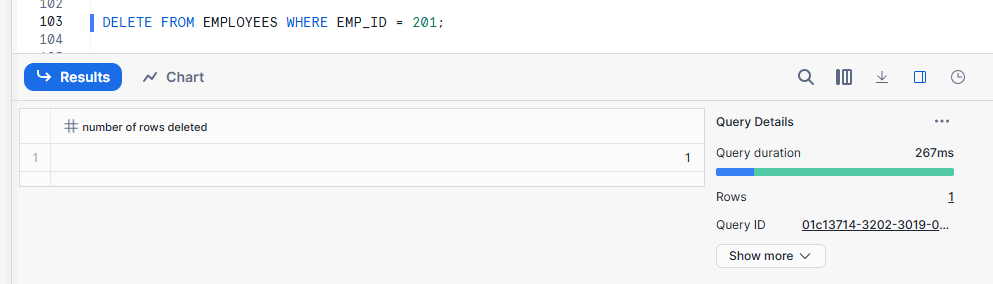 102
103 DELETE FROM EMPLOYEES WHERE EMP_ID = 201;
104
Results Chart
number of rows deleted
1 1
Query Details ...
Query duration 267ms
Rows 1
Query ID 01c13714-3202-3019-0...
Show more